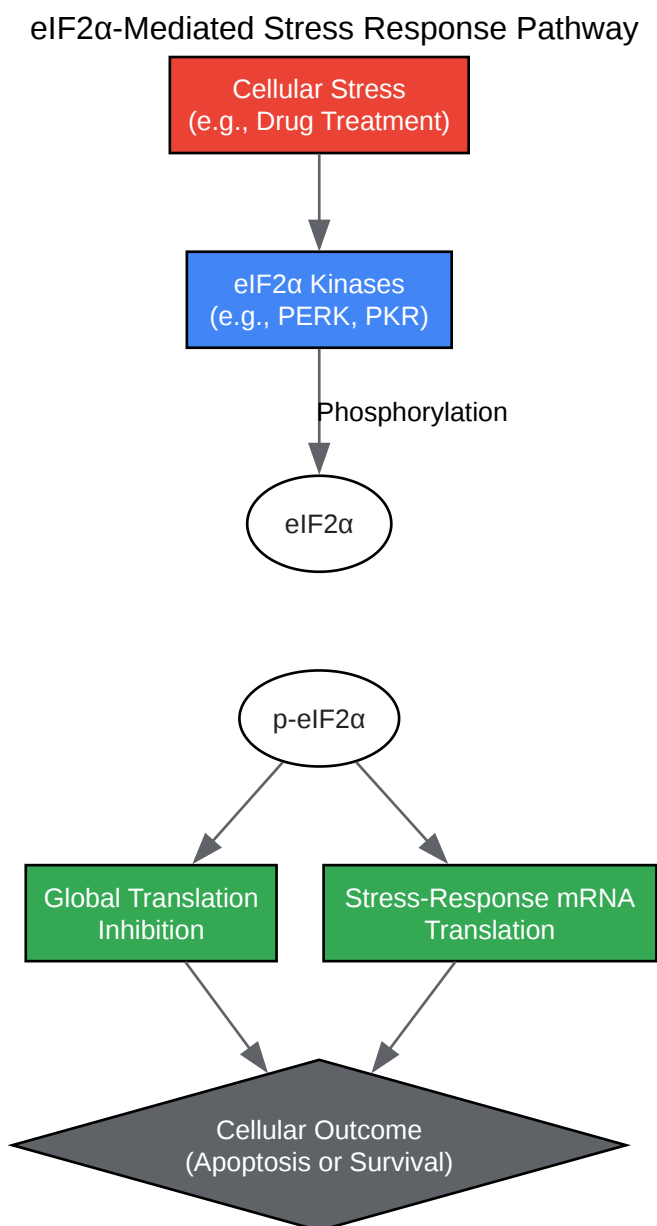 eIF2α-Mediated Stress Response Pathway
Cellular Stress
(e.g., Drug Treatment)
eIF2α Kinases
(e.g., PERK, PKR)
Phosphorylation
eIF2α
p-eIF2α
Global Translation
Inhibition
Stress-Response mRNA
Translation
Cellular Outcome
(Apoptosis or Survival)